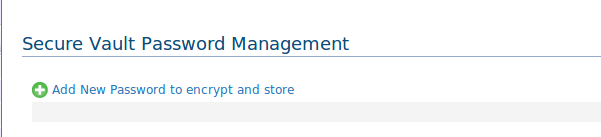 Secure Vault Password Management
Add New Password to encrypt and store